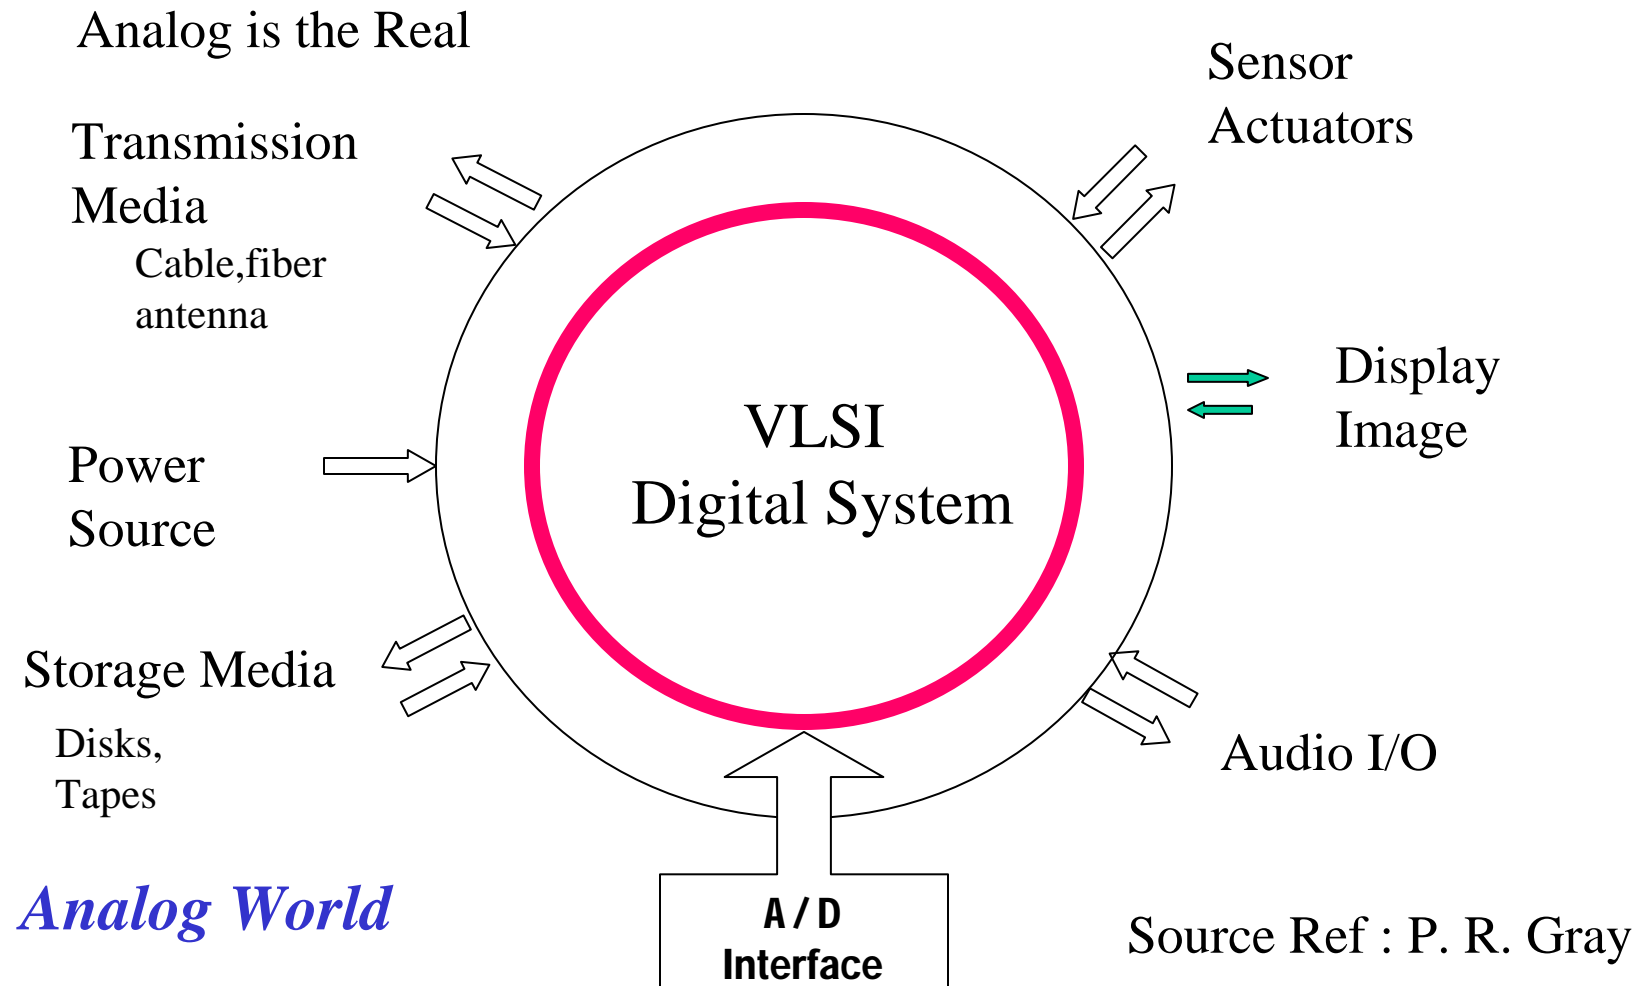 Analog is the Real
Transmission
Media
Cable,fiber
antenna
Power
Source
Storage Media
Disks,
Tapes
Analog World
VLSI
Digital System
A / D
Interface
Sensor
Actuators
Display
Image
Audio I/O
Source Ref : P. R. Gray